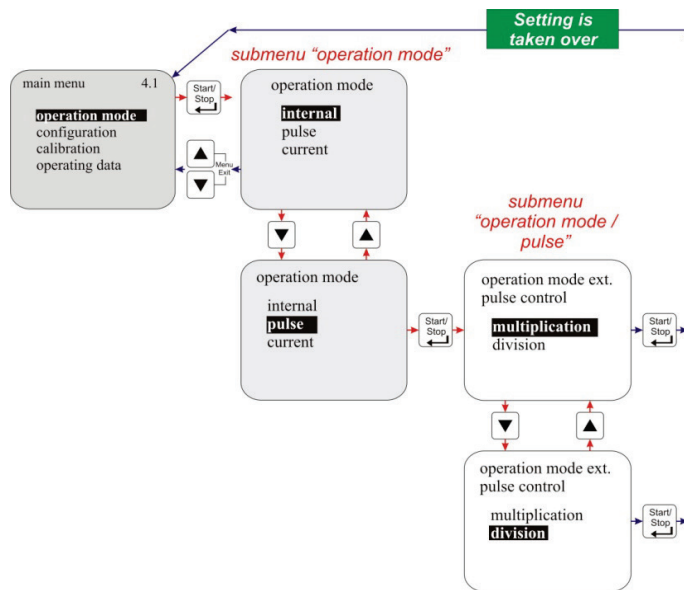 Setting is
taken over
submenu “operation mode”
main menu 4.1
operation mode
configuration
calibration
operating data
Start/
Stop
operation mode
internal
pulse
current
Menu
Exit
submenu
“operation mode /
pulse”
operation mode
internal
pulse
current
Start/
Stop
operation mode ext.
pulse control
multiplication
division
Start/
Stop
operation mode ext.
pulse control
multiplication
division
Start/
Stop